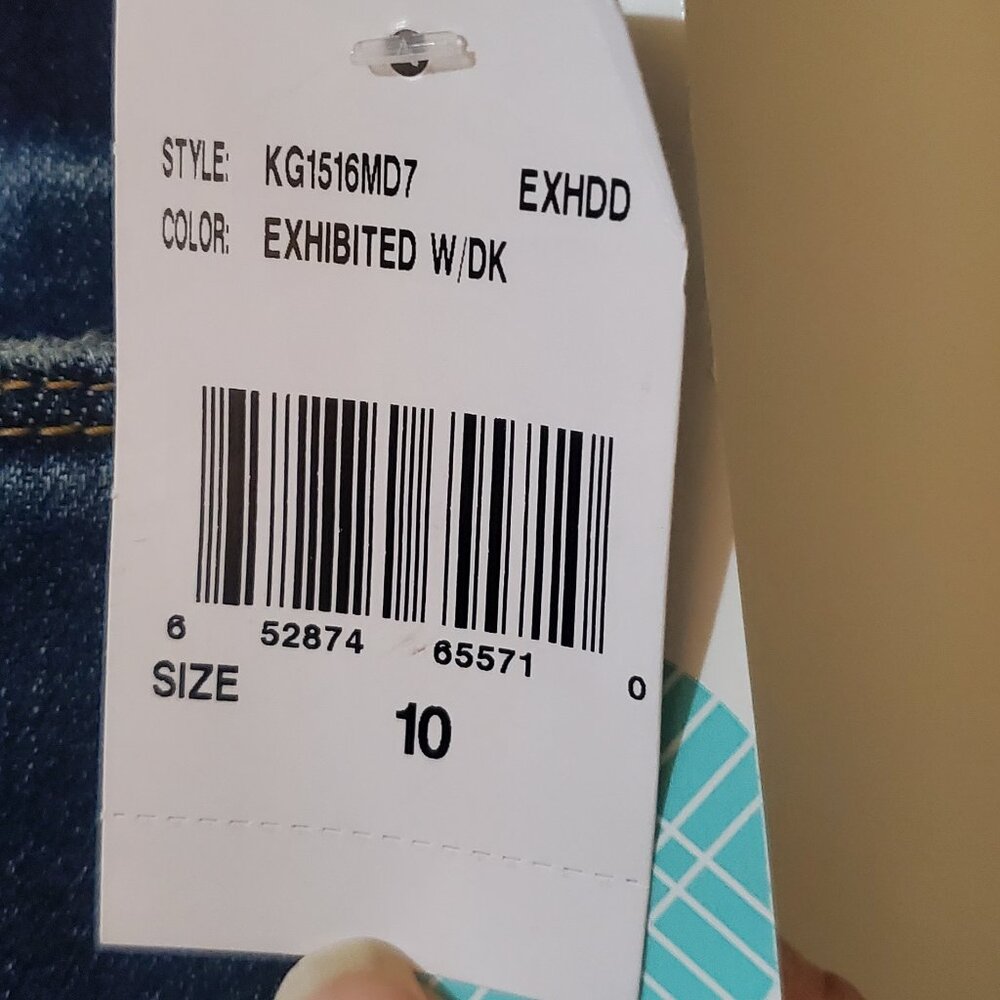 STYLE: KG1516MD7 EXHDD
COLOR: EXHIBITED W/DK
6 52874 65571 0
SIZE
10